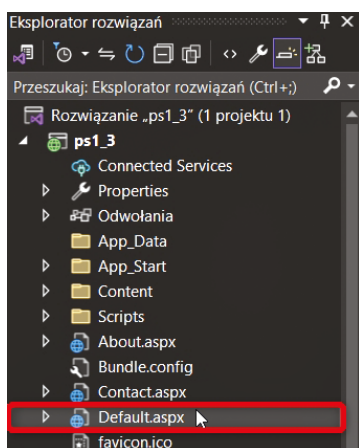 Eksplorator rozwiązań
Przeszukaj: Eksplorator rozwiązań (Ctrl+;)
Rozwiązanie „ps1_3” (1 projektu 1)
ps1_3
Connected Services
Properties
Odwołania
App_Data
App_Start
Content
Scripts
About.aspx
Bundle.config
Contact.aspx
Default.aspx
favicon.ico